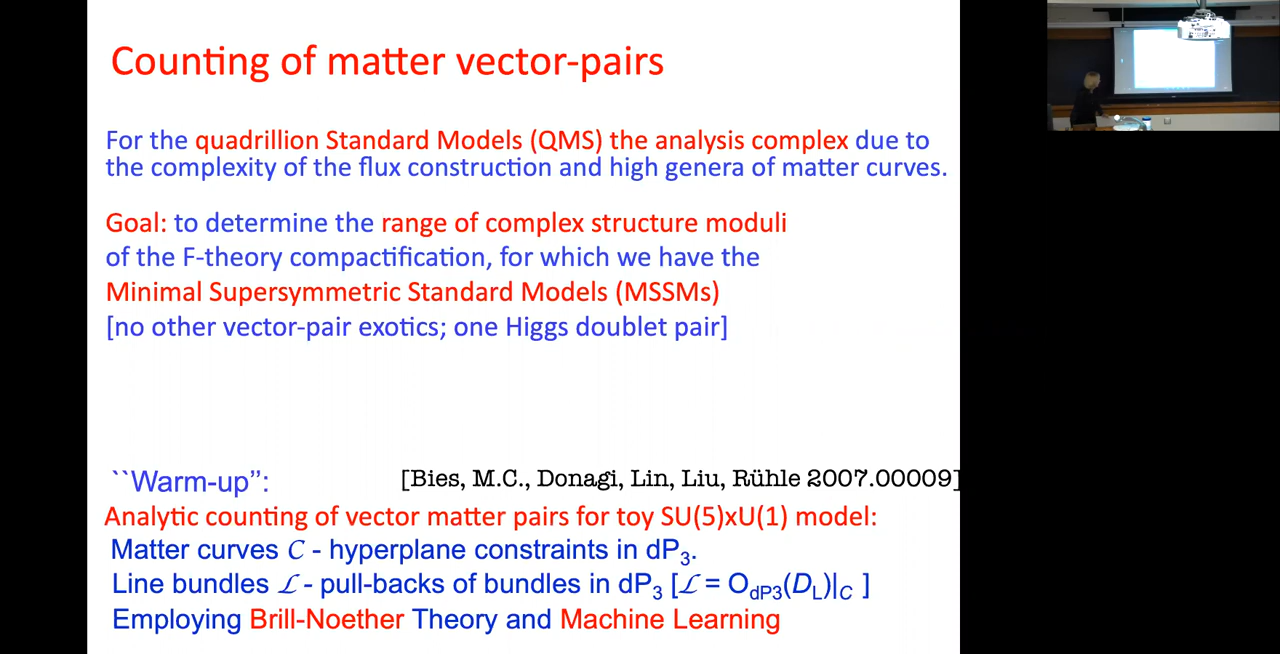 Counting of matter vector-pairs
For the quadrillion Standard Models (QMS) the analysis complex due to
the complexity of the flux construction and high genera of matter curves.
Goal: to determine the range of complex structure moduli
of the F-theory compactification, for which we have the
Minimal Supersymmetric Standard Models (MSSMs)
[no other vector-pair exotics; one Higgs doublet pair]
``Warm-up”: [Bies, M.C., Donagi, Lin, Liu, Rühle 2007.00009]
Analytic counting of vector matter pairs for toy SU(5)xU(1) model:
Matter curves C - hyperplane constraints in dP₃.
Line bundles ℒ - pull-backs of bundles in dP₃ [ℒ = O_dP3(D_L)|_C ]
Employing Brill-Noether Theory and Machine Learning